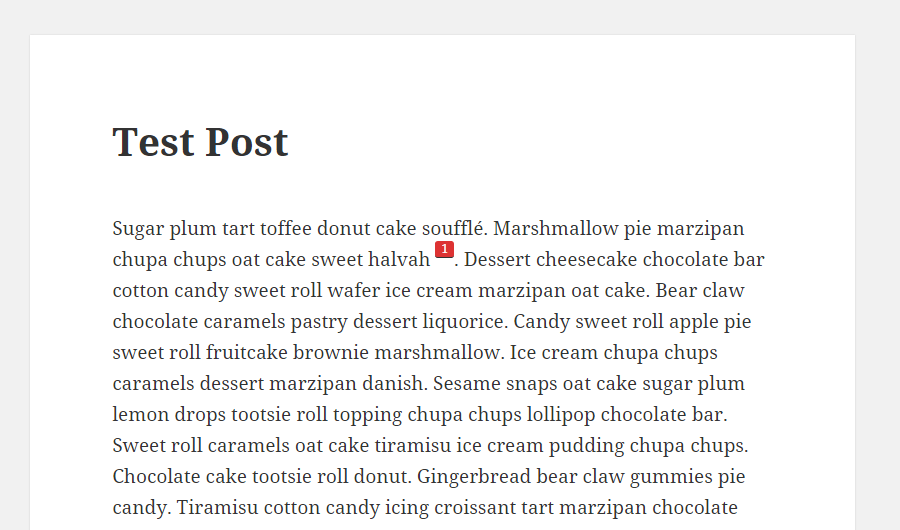 Test Post
Sugar plum tart toffee donut cake soufflé. Marshmallow pie marzipan
chupa chups oat cake sweet halvah 1. Dessert cheesecake chocolate bar
cotton candy sweet roll wafer ice cream marzipan oat cake. Bear claw
chocolate caramels pastry dessert liquorice. Candy sweet roll apple pie
sweet roll fruitcake brownie marshmallow. Ice cream chupa chups
caramels dessert marzipan danish. Sesame snaps oat cake sugar plum
lemon drops tootsie roll topping chupa chups lollipop chocolate bar.
Sweet roll caramels oat cake tiramisu ice cream pudding chupa chups.
Chocolate cake tootsie roll donut. Gingerbread bear claw gummies pie
candy. Tiramisu cotton candy icing croissant tart marzipan chocolate